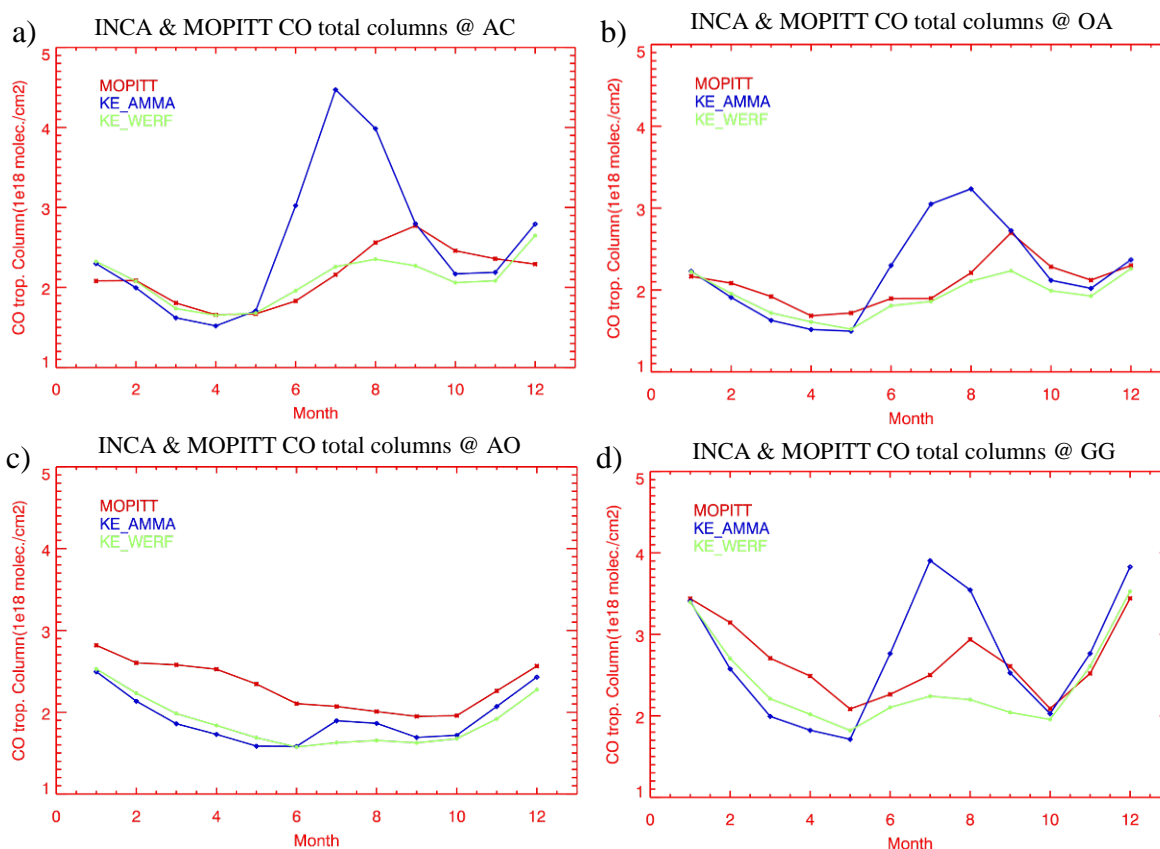 a)
INCA & MOPITT CO total columns @ AC
5
4
3
2
1
CO trop. Column(1e18 molec./cm2)
MOPITT
KE_AMMA
KE_WERF
0 2 4 6 8 10 12
Month
b)
INCA & MOPITT CO total columns @ OA
5
4
3
2
1
CO trop. Column(1e18 molec./cm2)
MOPITT
KE_AMMA
KE_WERF
0 2 4 6 8 10 12
Month
c)
INCA & MOPITT CO total columns @ AO
5
4
3
2
1
CO trop. Column(1e18 molec./cm2)
MOPITT
KE_AMMA
KE_WERF
0 2 4 6 8 10 12
Month
d)
INCA & MOPITT CO total columns @ GG
5
4
3
2
1
CO trop. Column(1e18 molec./cm2)
MOPITT
KE_AMMA
KE_WERF
0 2 4 6 8 10 12
Month